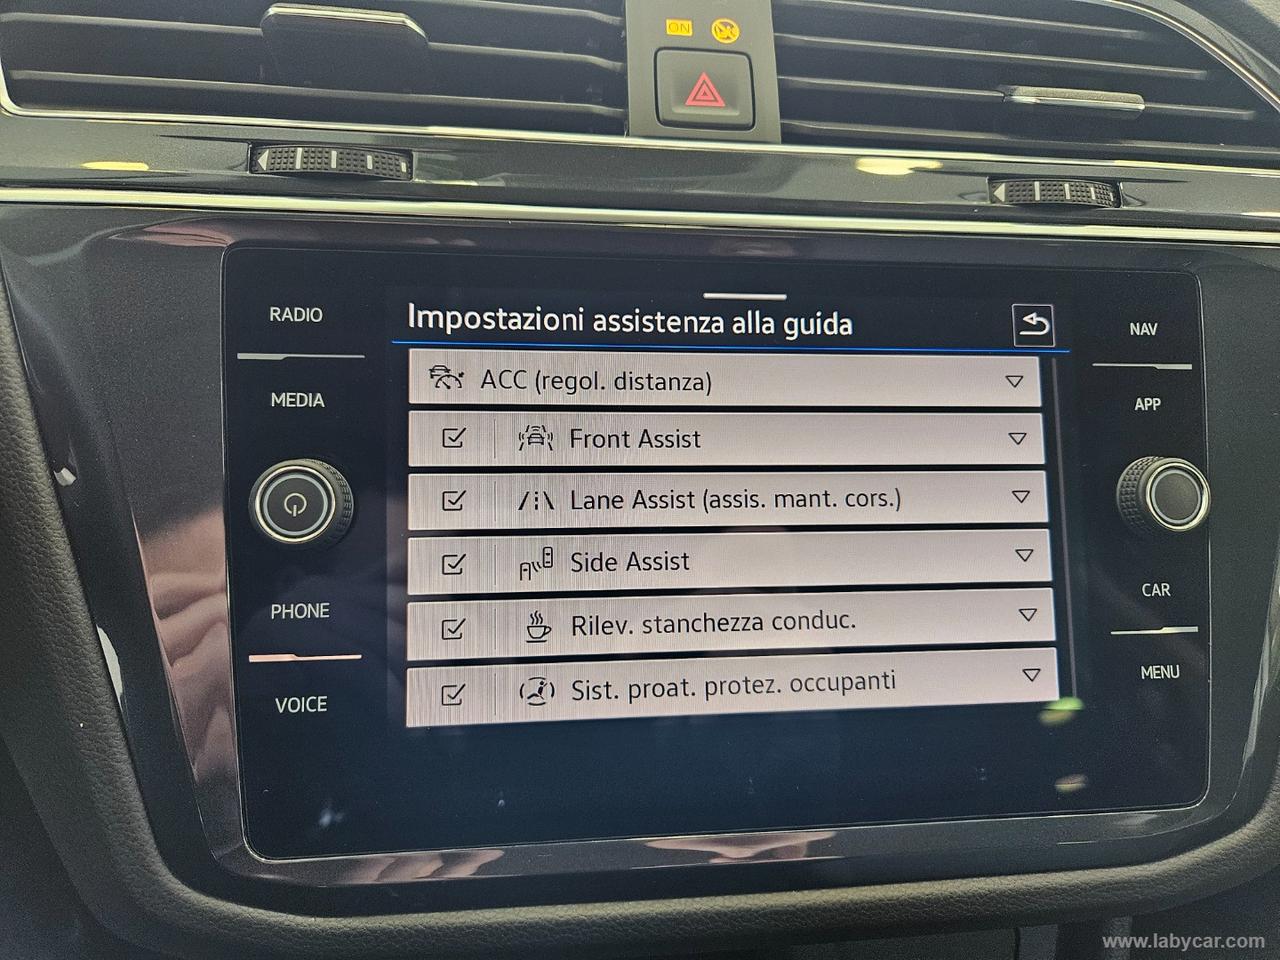 ON
RADIO
MEDIA
PHONE
VOICE
Impostazioni assistenza alla guida
ACC (regol. distanza)
Front Assist
Lane Assist (assis. mant. cors.)
Side Assist
Rilev. stanchezza conduc.
Sist. proat. protez. occupanti
NAV
APP
CAR
MENU
www.labycar.com